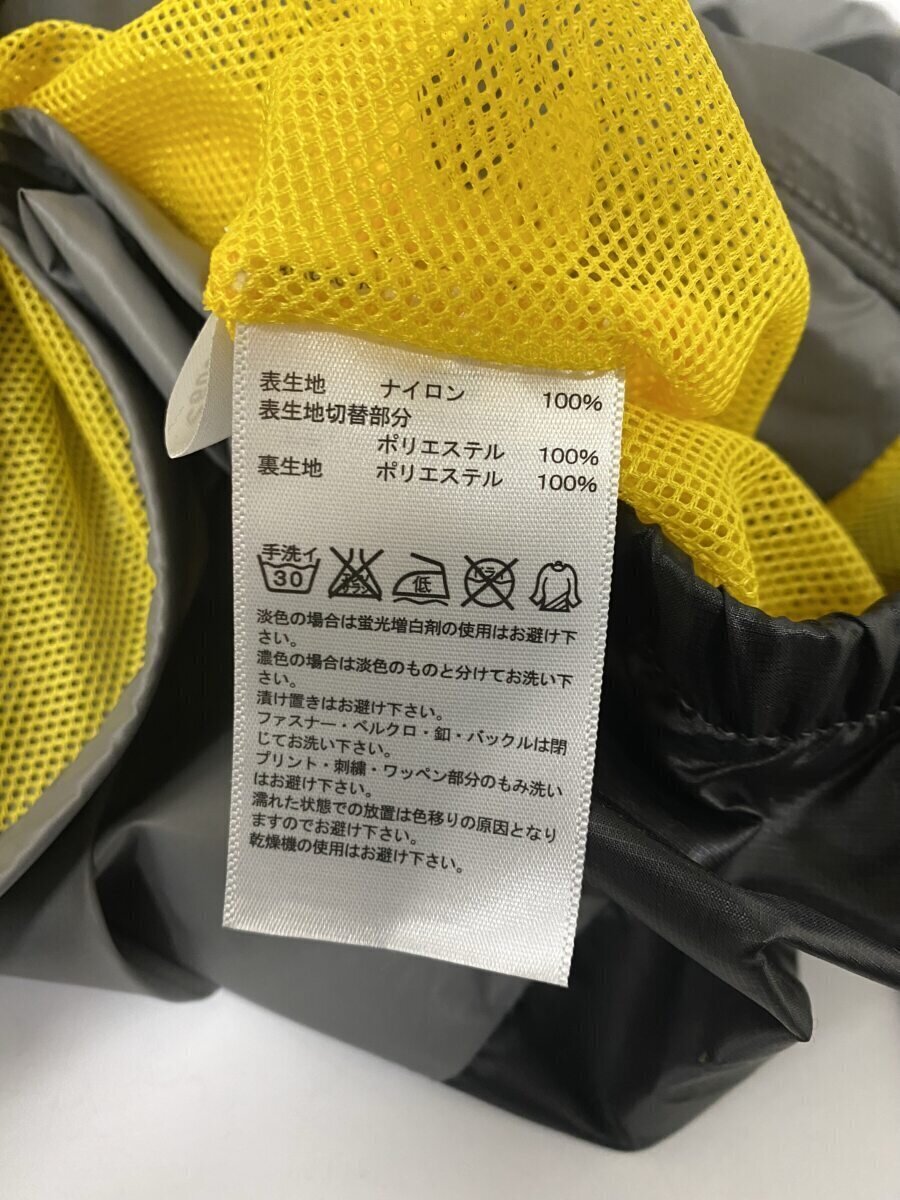 表生地 ナイロン 100%
表生地切替部分
ポリエステル 100%
裏生地 ポリエステル 100%
手洗イ
30
エンソ
サラシ
低
ドライ
淡色の場合は蛍光増白剤の使用はお避け下
さい。
濃色の場合は淡色のものと分けてお洗い下
さい。
漬け置きはお避け下さい。
ファスナー・ベルクロ・釦・バックルは閉
じてお洗い下さい。
プリント・刺繍・ワッペン部分のもみ洗い
はお避け下さい。
濡れた状態での放置は色移りの原因となり
ますのでお避け下さい。
乾燥機の使用はお避け下さい。